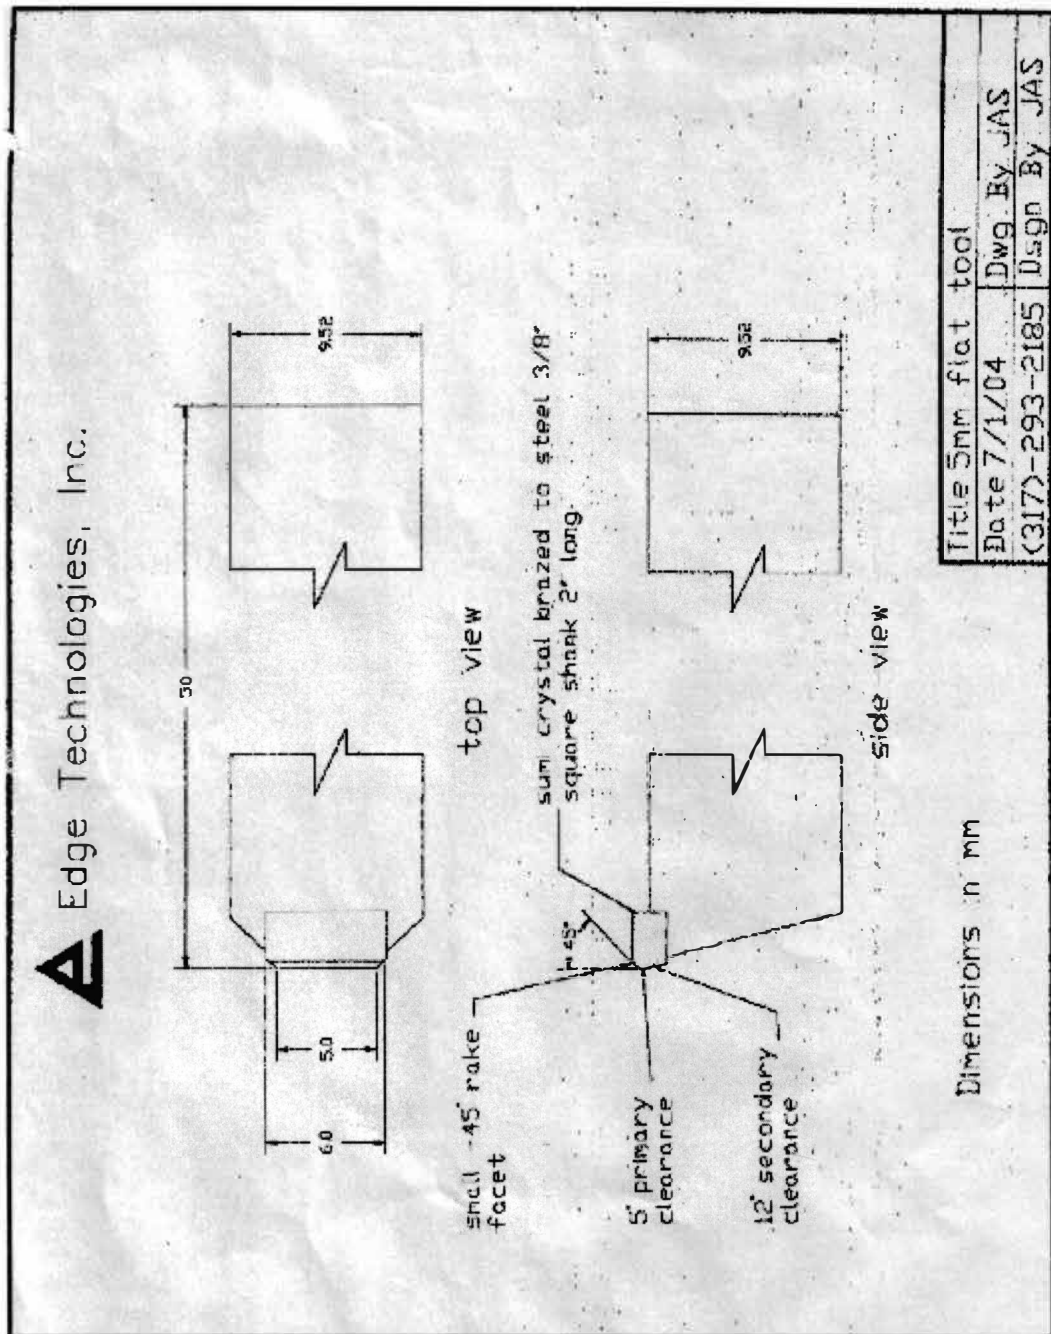 Edge Technologies, Inc.
9.52
6.0
5.0
top view
small -45° rake
facet
sumi crystal brazed to steel 3/8"
square shank 2" long.
45°
5° primary
clearance
12° secondary
clearance
9.52
side view
Dimensions in mm
Title 5mm flat tool
Date 7/1/04 Dwg. By JAS
(317)-293-2185 Dsgn By JAS